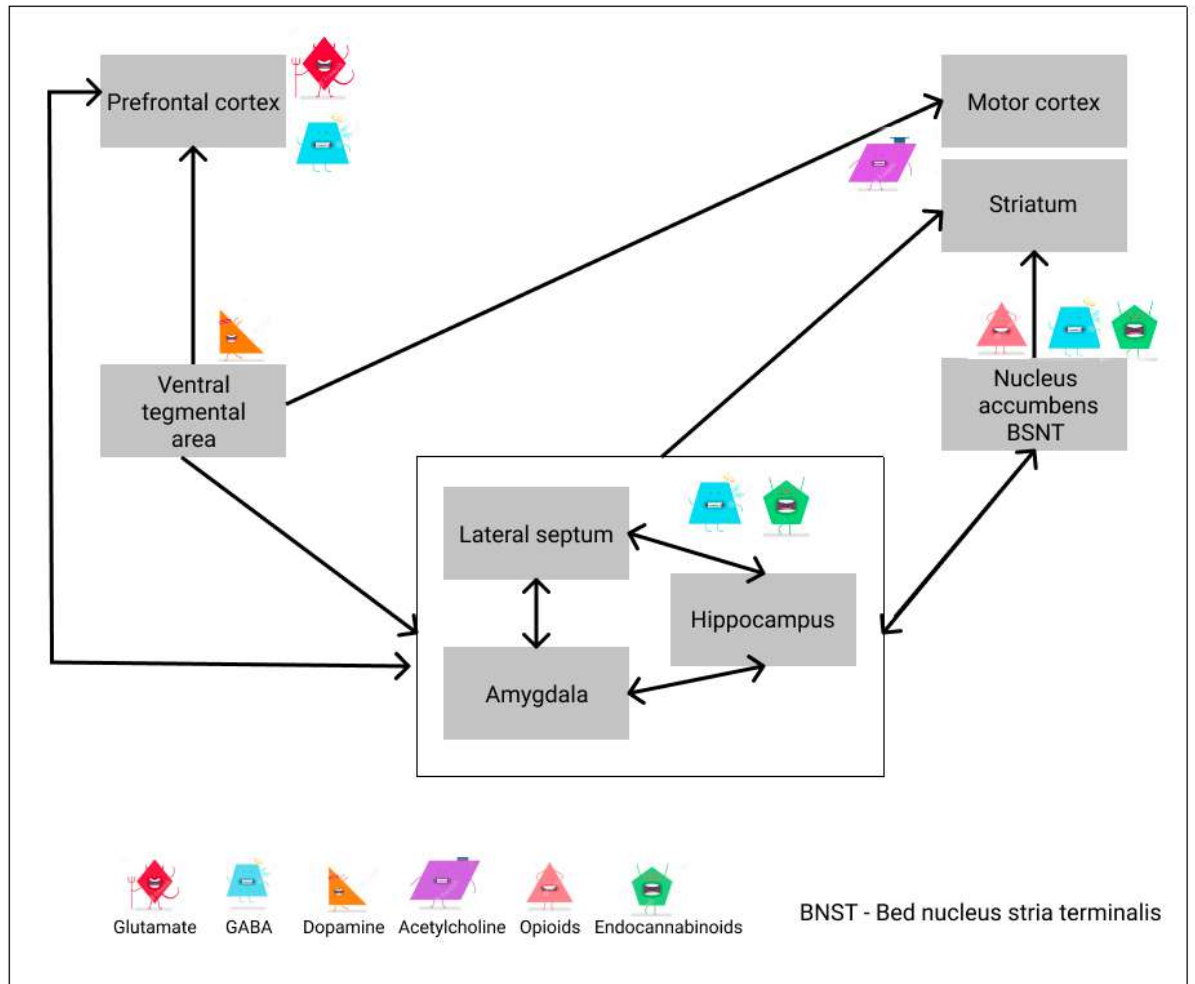 Prefrontal cortex
Motor cortex
Striatum
Ventral
tegmental
area
Nucleus
accumbens
BSNT
Lateral septum
Hippocampus
Amygdala
Glutamate
GABA
Dopamine
Acetylcholine
Opioids
Endocannabinoids
BNST - Bed nucleus stria terminalis